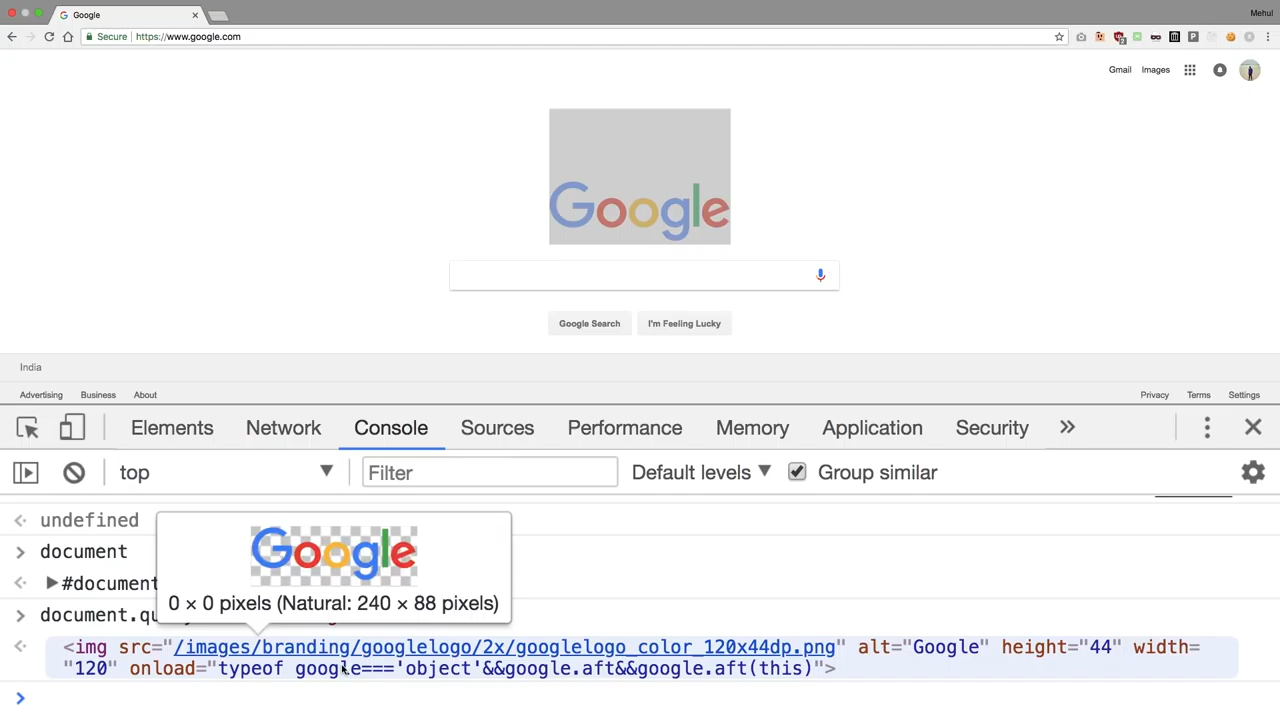 Google
Mehul
Secure
https://www.google.com
Gmail Images
Google
Google Search I'm Feeling Lucky
India
Advertising Business About Privacy Terms Settings
Elements Network Console Sources Performance Memory Application Security
top Filter Default levels Group similar
undefined
Google
document
#document
0 × 0 pixels (Natural: 240 × 88 pixels)
<img src="/images/branding/googlelogo/2x/googlelogo_color_120x44dp.png" alt="Google" height="44" width=
"120" onload="typeof google==='object'&&google.aft&&google.aft(this)">